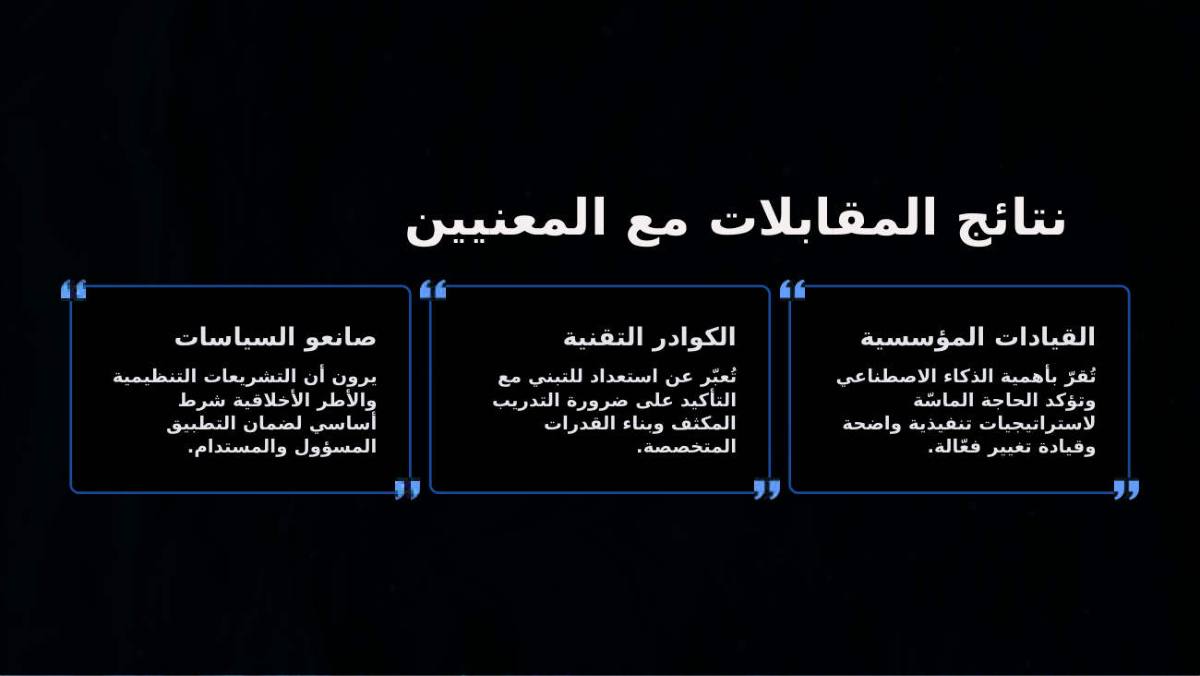 نتائج المقابلات مع المعنيين
القيادات المؤسسية
تُقرّ بأهمية الذكاء الاصطناعي
وتؤكد الحاجة الماسّة
لاستراتيجيات تنفيذية واضحة
وقيادة تغيير فعّالة.
الكوادر التقنية
تُعبّر عن استعداد للتبني مع
التأكيد على ضرورة التدريب
المكثف وبناء القدرات
المتخصصة.
صانعو السياسات
يرون أن التشريعات التنظيمية
والأطر الأخلاقية شرط
أساسي لضمان التطبيق
المسؤول والمستدام.